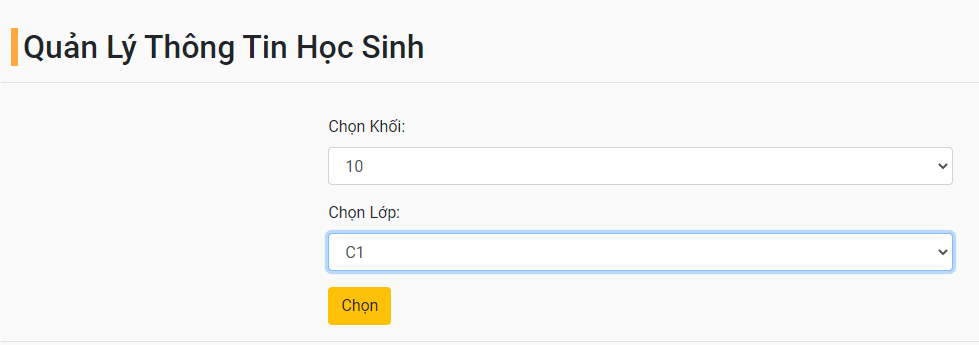 Quản Lý Thông Tin Học Sinh
Chọn Khối:
10
Chọn Lớp:
C1
Chọn